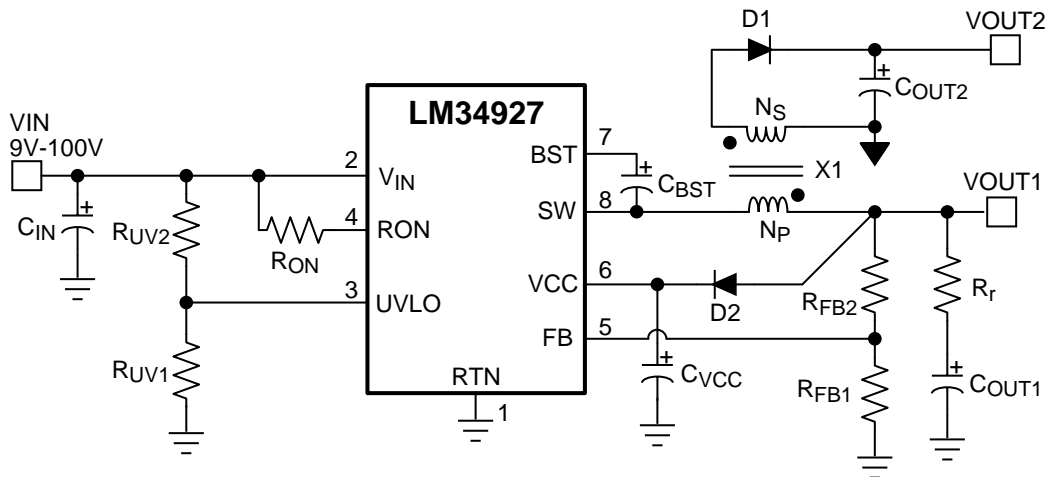 D1
VOUT2
+
COUT2
NS
X1
LM34927
VIN
9V-100V
2
VIN
7
BST
+
CBST
SW
8
NP
VOUT1
+
CIN
RUV2
4
RON
RON
6
VCC
D2
RFB2
Rr
3
UVLO
5
FB
+
CVCC
RUV1
RTN
1
RFB1
+
COUT1